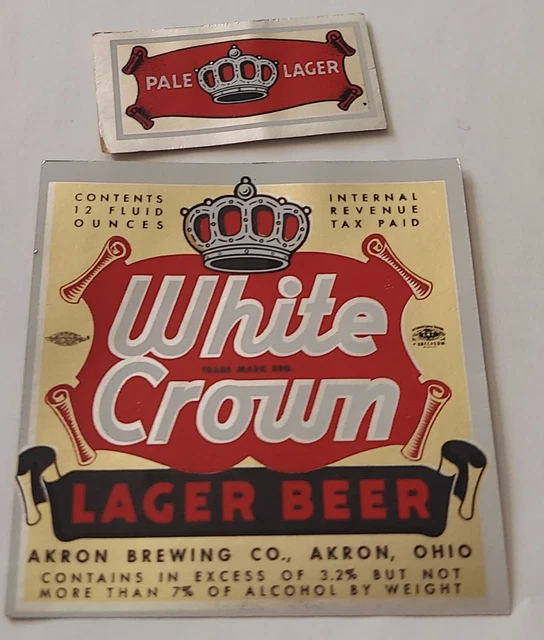 PALE LAGER
CONTENTS
12 FLUID
OUNCES
INTERNAL
REVENUE
TAX PAID
White
TRADE MARK REG.
Crown
LAGER BEER
AKRON BREWING CO., AKRON, OHIO
CONTAINS IN EXCESS OF 3.2% BUT NOT
MORE THAN 7% OF ALCOHOL BY WEIGHT